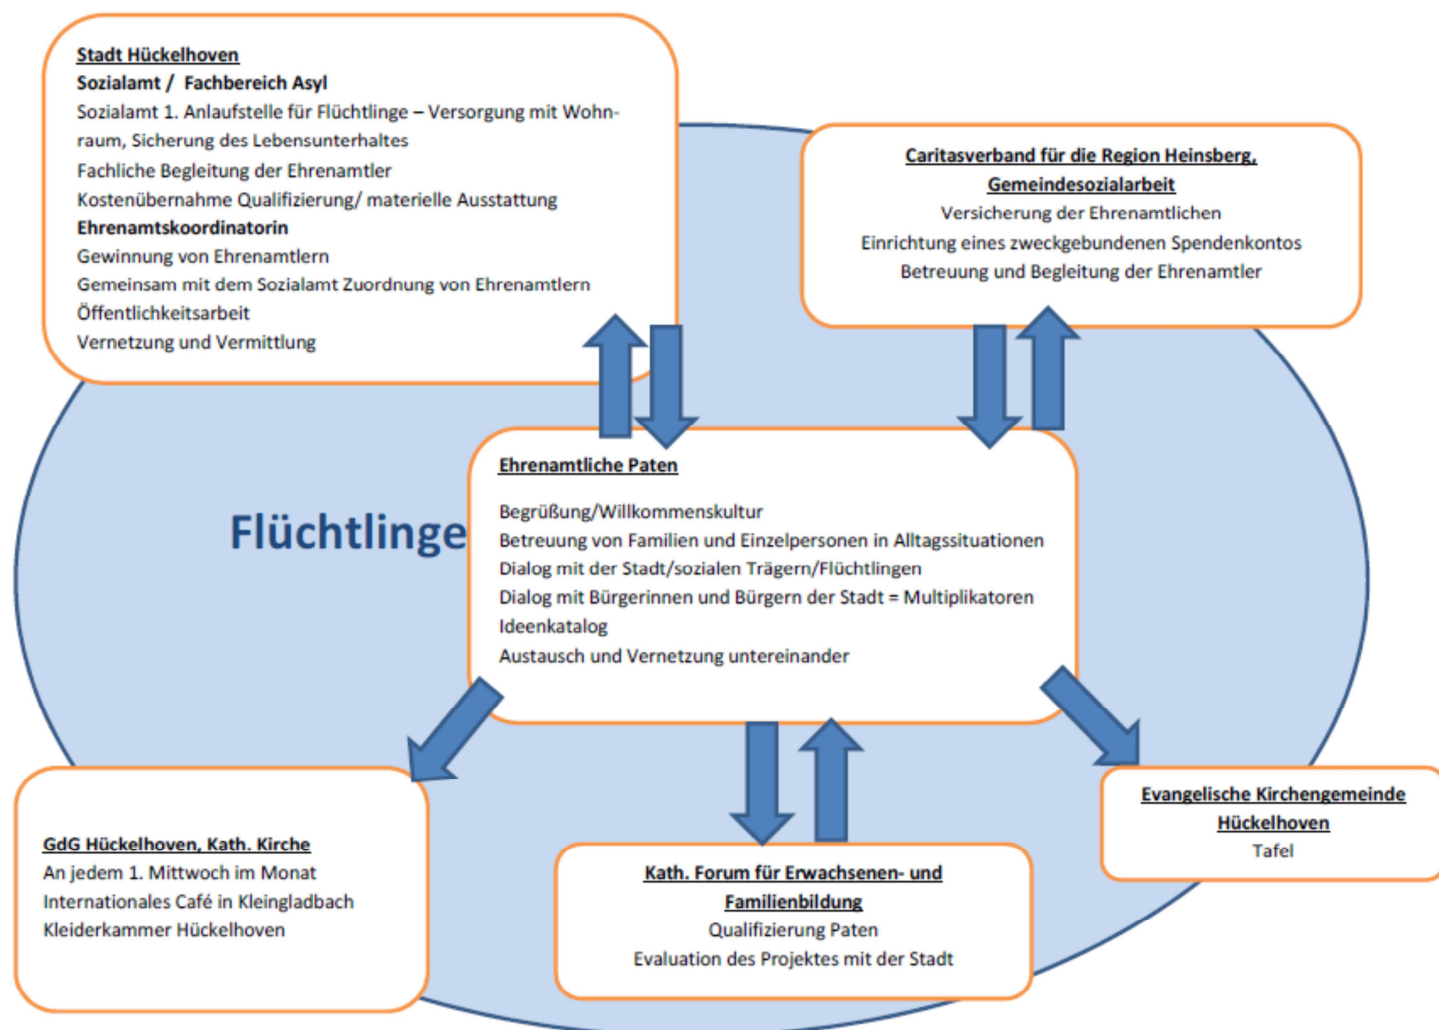 Stadt Hückelhoven
Sozialamt / Fachbereich Asyl
Sozialamt 1. Anlaufstelle für Flüchtlinge – Versorgung mit Wohn-
raum, Sicherung des Lebensunterhaltes
Fachliche Begleitung der Ehrenamtler
Kostenübernahme Qualifizierung/ materielle Ausstattung
Ehrenamtskoordinatorin
Gewinnung von Ehrenamtlern
Gemeinsam mit dem Sozialamt Zuordnung von Ehrenamtlern
Öffentlichkeitsarbeit
Vernetzung und Vermittlung
Caritasverband für die Region Heinsberg,
Gemeindesozialarbeit
Versicherung der Ehrenamtlichen
Einrichtung eines zweckgebundenen Spendenkontos
Betreuung und Begleitung der Ehrenamtler
Flüchtlinge
Ehrenamtliche Paten
Begrüßung/Willkommenskultur
Betreuung von Familien und Einzelpersonen in Alltagssituationen
Dialog mit der Stadt/sozialen Trägern/Flüchtlingen
Dialog mit Bürgerinnen und Bürgern der Stadt = Multiplikatoren
Ideenkatalog
Austausch und Vernetzung untereinander
GdG Hückelhoven, Kath. Kirche
An jedem 1. Mittwoch im Monat
Internationales Café in Kleingladbach
Kleiderkammer Hückelhoven
Kath. Forum für Erwachsenen- und
Familienbildung
Qualifizierung Paten
Evaluation des Projektes mit der Stadt
Evangelische Kirchengemeinde
Hückelhoven
Tafel